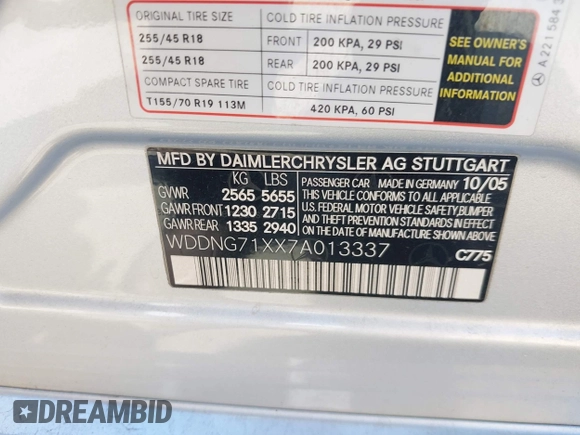 ORIGINAL TIRE SIZE COLD TIRE INFLATION PRESSURE
255/45 R18 FRONT 200 KPA, 29 PSI
255/45 R18 REAR 200 KPA, 29 PSI
COMPACT SPARE TIRE COLD TIRE INFLATION PRESSURE
T155/70 R19 113M 420 KPA, 60 PSI
SEE OWNER'S
MANUAL FOR
ADDITIONAL
INFORMATION
A 221 584 3
MFD BY DAIMLERCHRYSLER AG STUTTGART
KG LBS
GVWR 2565 5655
GAWR FRONT 1230 2715
GAWR REAR 1335 2940
PASSENGER CAR MADE IN GERMANY 10/05
THIS VEHICLE CONFORMS TO ALL APPLICABLE
U.S. FEDERAL MOTOR VEHICLE SAFETY, BUMPER
AND THEFT PREVENTION STANDARDS IN EFFECT
ON THE DATE OF MANUFACTURE SHOWN ABOVE
WDDNG71XX7A013337
C775
DREAMBID